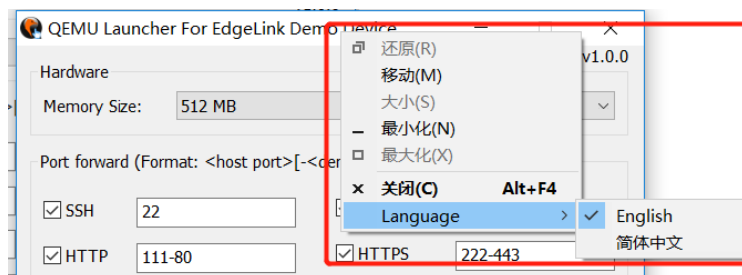 QEMU Launcher For EdgeLink Demo Device
v1.0.0
Hardware
Memory Size: 512 MB
Port forward (Format: <host port>[-<de
SSH 22
HTTP 111-80
HTTPS 222-443
还原(R)
移动(M)
大小(S)
最小化(N)
最大化(X)
关闭(C) Alt+F4
Language
English
简体中文